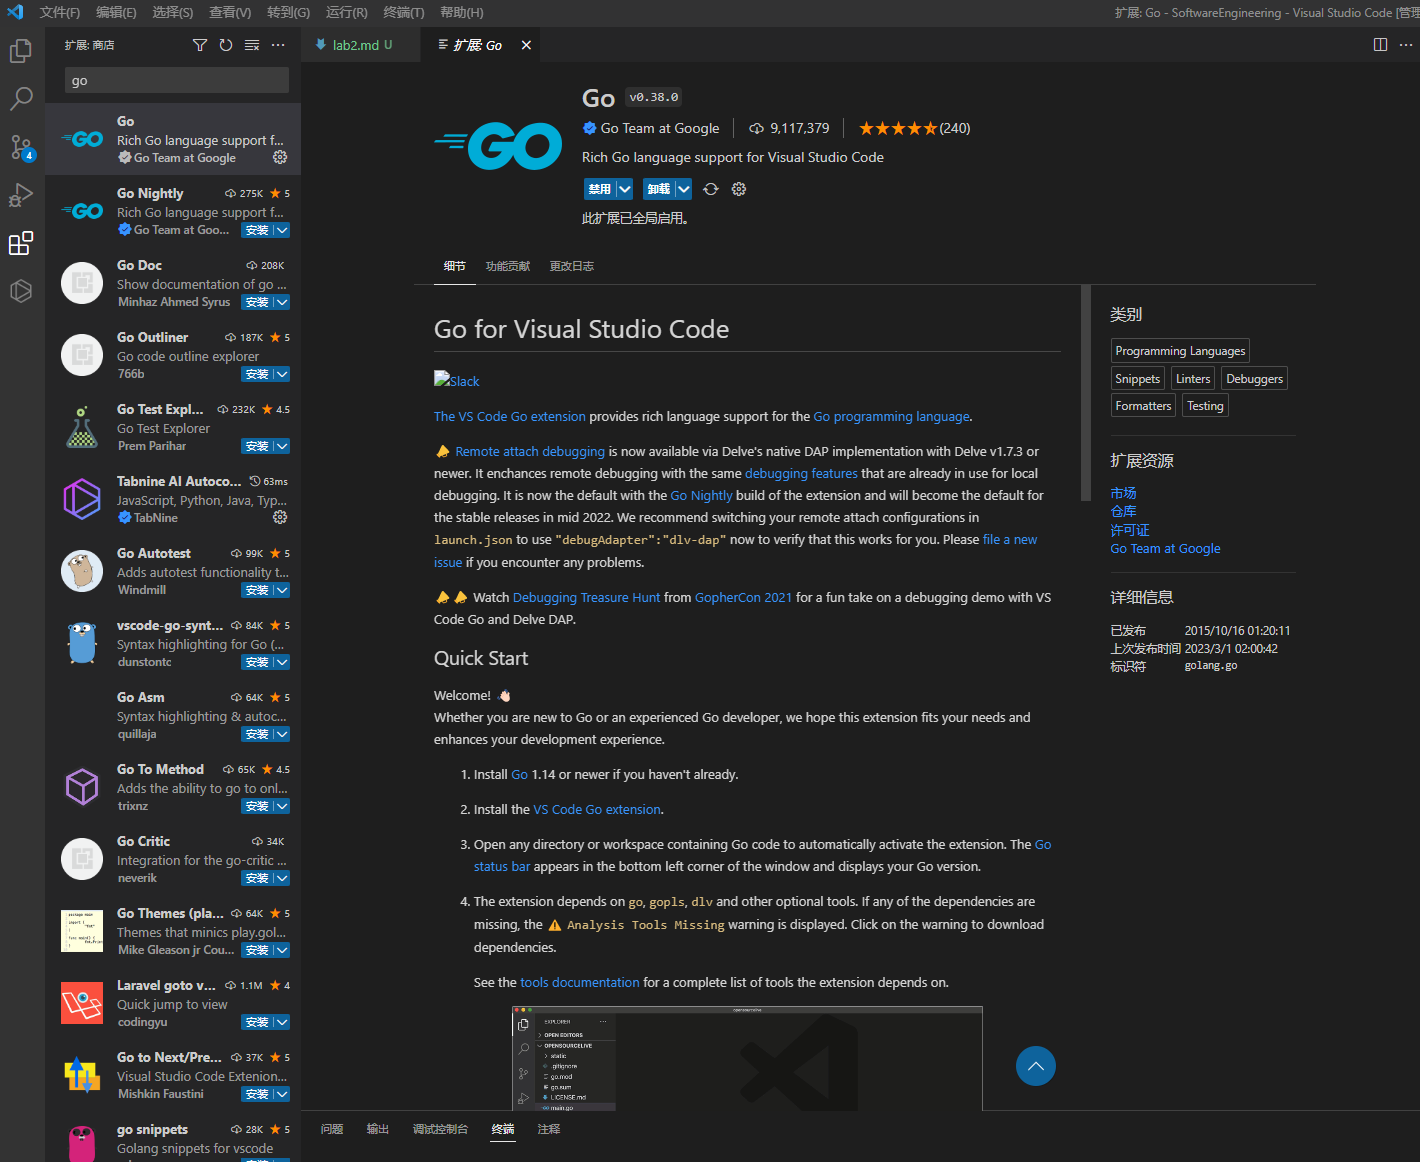 文件(F) 编辑(E) 选择(S) 查看(V) 转到(G) 运行(R) 终端(T) 帮助(H)
扩展: Go - SoftwareEngineering - Visual Studio Code [管理
扩展: 商店
go
4
Go
Rich Go language support f...
Go Team at Google
Go Nightly 275K 5
Rich Go language support f...
Go Team at Goo... 安装
Go Doc 208K
Show documentation of go ...
Minhaz Ahmed Syrus 安装
Go Outliner 187K 5
Go code outline explorer
766b 安装
Go Test Expl... 232K 4.5
Go Test Explorer
Prem Parihar 安装
Tabnine AI Autoco... 63ms
JavaScript, Python, Java, Typ...
TabNine
Go Autotest 99K 5
Adds autotest functionality t...
Windmill 安装
vscode-go-synt... 84K 5
Syntax highlighting for Go (...
dunstontc 安装
Go Asm 64K 5
Syntax highlighting & autoc...
quillaja 安装
Go To Method 65K 4.5
Adds the ability to go to onl...
trixnz 安装
Go Critic 34K
Integration for the go-critic ...
neverik 安装
Go Themes (pla... 64K 5
Themes that minics play.gol...
Mike Gleason jr Cou... 安装
Laravel goto v... 1.1M 4
Quick jump to view
codingyu 安装
Go to Next/Pre... 37K 5
Visual Studio Code Extenion...
Mishkin Faustini 安装
go snippets 28K 5
Golang snippets for vscode
lab2.md U
扩展: Go
GO
Go v0.38.0
Go Team at Google 9,117,379 (240)
Rich Go language support for Visual Studio Code
禁用 卸载
此扩展已全局启用。
细节 功能贡献 更改日志
Go for Visual Studio Code
Slack
The VS Code Go extension provides rich language support for the Go programming language.
Remote attach debugging is now available via Delve's native DAP implementation with Delve v1.7.3 or
newer. It enchances remote debugging with the same debugging features that are already in use for local
debugging. It is now the default with the Go Nightly build of the extension and will become the default for
the stable releases in mid 2022. We recommend switching your remote attach configurations in
launch.json to use "debugAdapter":"dlv-dap" now to verify that this works for you. Please file a new
issue if you encounter any problems.
Watch Debugging Treasure Hunt from GopherCon 2021 for a fun take on a debugging demo with VS
Code Go and Delve DAP.
Quick Start
Welcome! 👋🏻
Whether you are new to Go or an experienced Go developer, we hope this extension fits your needs and
enhances your development experience.
1. Install Go 1.14 or newer if you haven't already.
2. Install the VS Code Go extension.
3. Open any directory or workspace containing Go code to automatically activate the extension. The Go
status bar appears in the bottom left corner of the window and displays your Go version.
4. The extension depends on go, gopls, dlv and other optional tools. If any of the dependencies are
missing, the ⚠ Analysis Tools Missing warning is displayed. Click on the warning to download
dependencies.
See the tools documentation for a complete list of tools the extension depends on.
opensourcelive
EXPLORER
OPEN EDITORS
OPENSOURCELIVE
static
.gitignore
go.mod
go.sum
LICENSE.md
main.go
类别
Programming Languages
Snippets Linters Debuggers
Formatters Testing
扩展资源
市场
仓库
许可证
Go Team at Google
详细信息
已发布 2015/10/16 01:20:11
上次发布时间 2023/3/1 02:00:42
标识符 golang.go
问题 输出 调试控制台 终端 注释